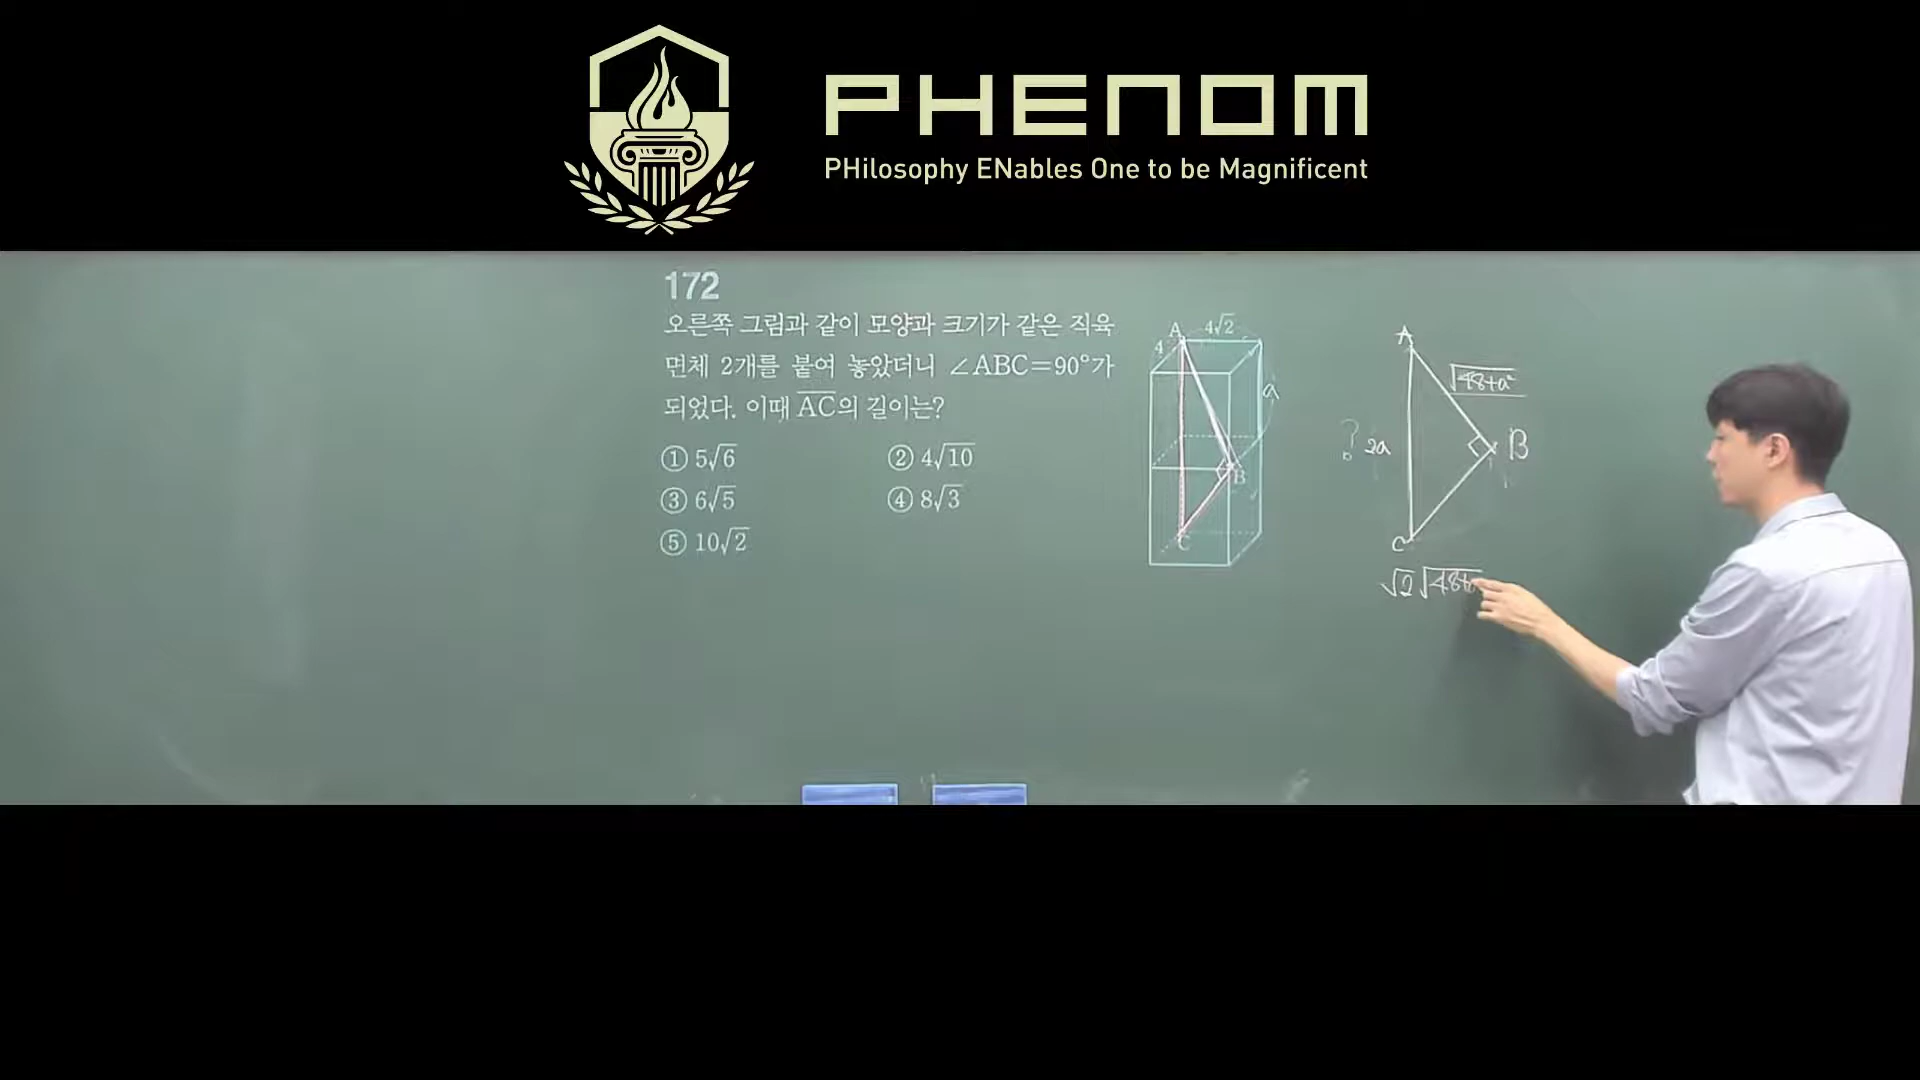 PHENOM
PHilosophy ENables One to be Magnificent
172
오른쪽 그림과 같이 모양과 크기가 같은 직육
면체 2개를 붙여 놓았더니 ∠ABC=90°가
되었다. 이때 AC의 길이는?
① 5√6
② 4√10
③ 6√5
④ 8√3
⑤ 10√2
A
4√2
4
a
B
C
A
√48+a²
? 2a
B
C
√2 √48+